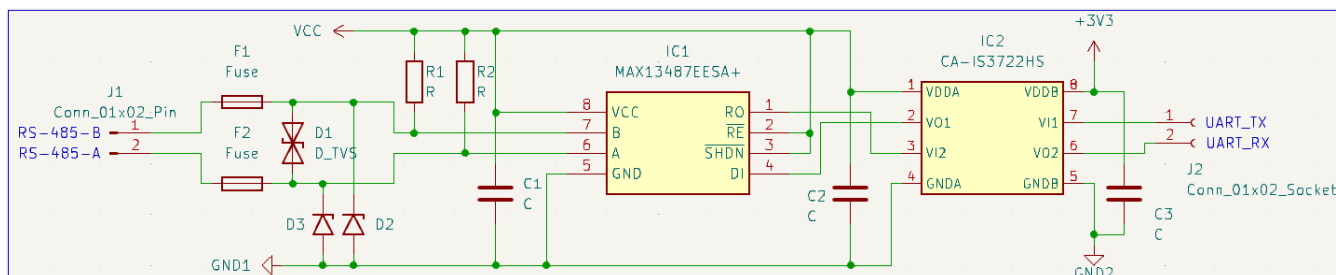 VCC
+3V3
F1
Fuse
J1
Conn_01x02_Pin
RS-485-B
1
RS-485-A
2
F2
Fuse
D1
D_TVS
D3
D2
GND1
R1
R
R2
R
C1
C
IC1
MAX13487EESA+
8
VCC
7
B
6
A
5
GND
RO
1
RE
2
SHDN
3
DI
4
C2
C
IC2
CA-IS3722HS
1
VDDA
2
VO1
3
VI2
4
GNDA
VDDB
8
VI1
7
VO2
6
GNDB
5
1
UART_TX
2
UART_RX
J2
Conn_01x02_Socket
C3
C
GND2